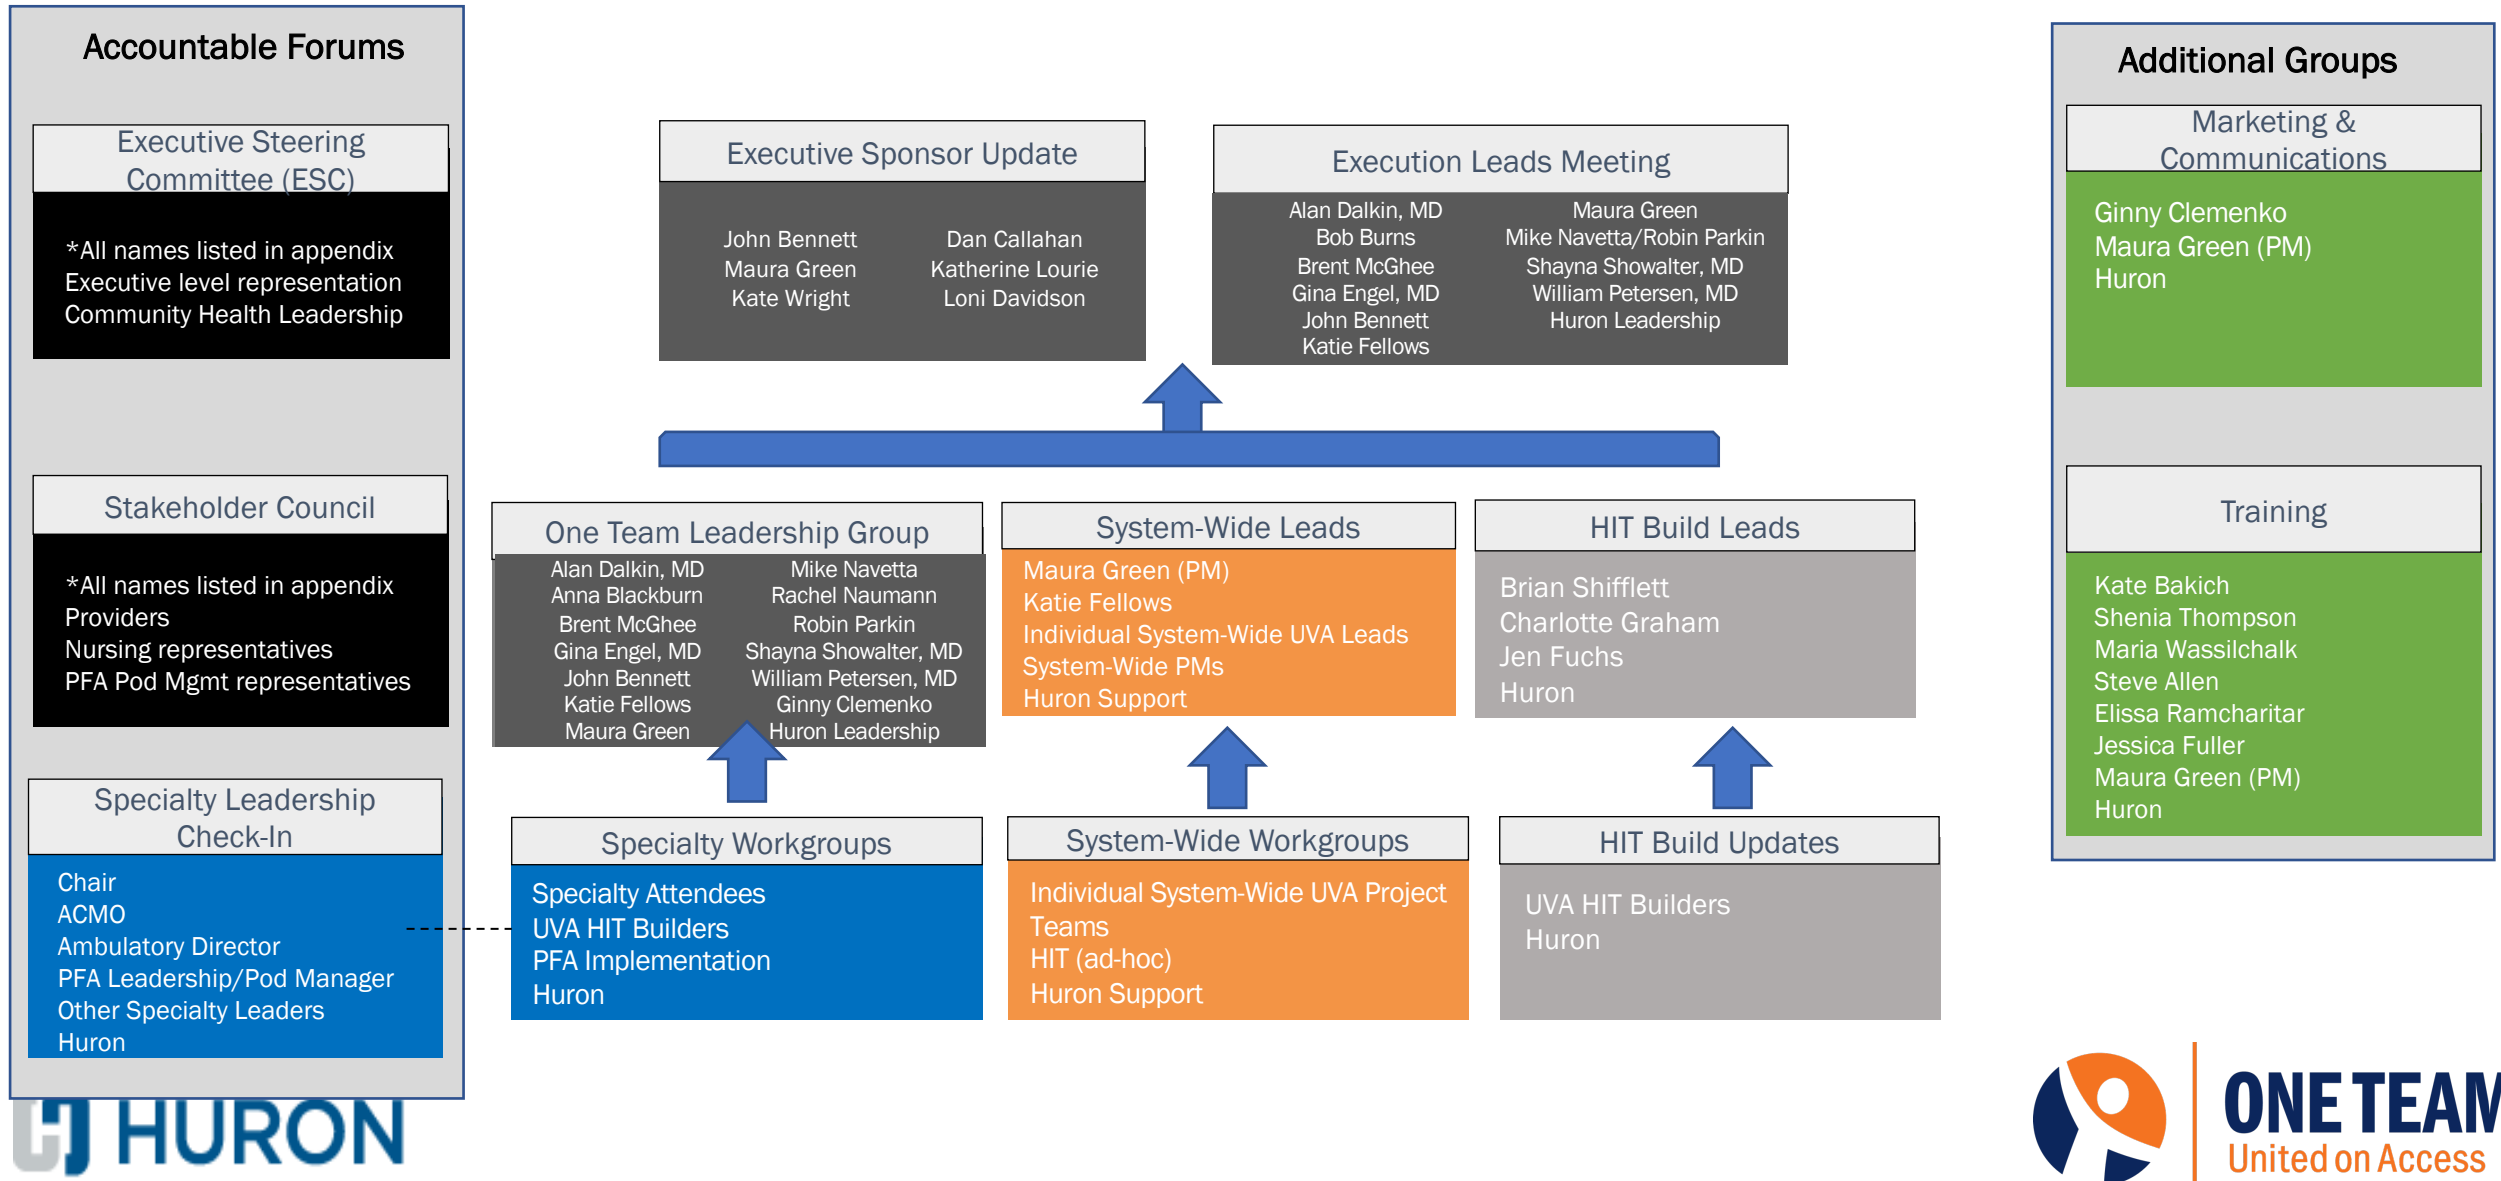 Accountable Forums
Executive Steering
Committee (ESC)
*All names listed in appendix
Executive level representation
Community Health Leadership
Stakeholder Council
*All names listed in appendix
Providers
Nursing representatives
PFA Pod Mgmt representatives
Specialty Leadership
Check-In
Chair
ACMO
Ambulatory Director
PFA Leadership/Pod Manager
Other Specialty Leaders
Huron
Executive Sponsor Update
John Bennett
Maura Green
Kate Wright
Dan Callahan
Katherine Lourie
Loni Davidson
Execution Leads Meeting
Alan Dalkin, MD
Bob Burns
Brent McGhee
Gina Engel, MD
John Bennett
Katie Fellows
Maura Green
Mike Navetta/Robin Parkin
Shayna Showalter, MD
William Petersen, MD
Huron Leadership
One Team Leadership Group
Alan Dalkin, MD
Anna Blackburn
Brent McGhee
Gina Engel, MD
John Bennett
Katie Fellows
Maura Green
Mike Navetta
Rachel Naumann
Robin Parkin
Shayna Showalter, MD
William Petersen, MD
Ginny Clemenko
Huron Leadership
System-Wide Leads
Maura Green (PM)
Katie Fellows
Individual System-Wide UVA Leads
System-Wide PMs
Huron Support
HIT Build Leads
Brian Shifflett
Charlotte Graham
Jen Fuchs
Huron
Specialty Workgroups
Specialty Attendees
UVA HIT Builders
PFA Implementation
Huron
System-Wide Workgroups
Individual System-Wide UVA Project
Teams
HIT (ad-hoc)
Huron Support
HIT Build Updates
UVA HIT Builders
Huron
Additional Groups
Marketing &
Communications
Ginny Clemenko
Maura Green (PM)
Huron
Training
Kate Bakich
Shenia Thompson
Maria Wassilchalk
Steve Allen
Elissa Ramcharitar
Jessica Fuller
Maura Green (PM)
Huron
HURON
ONE TEAM
United on Access